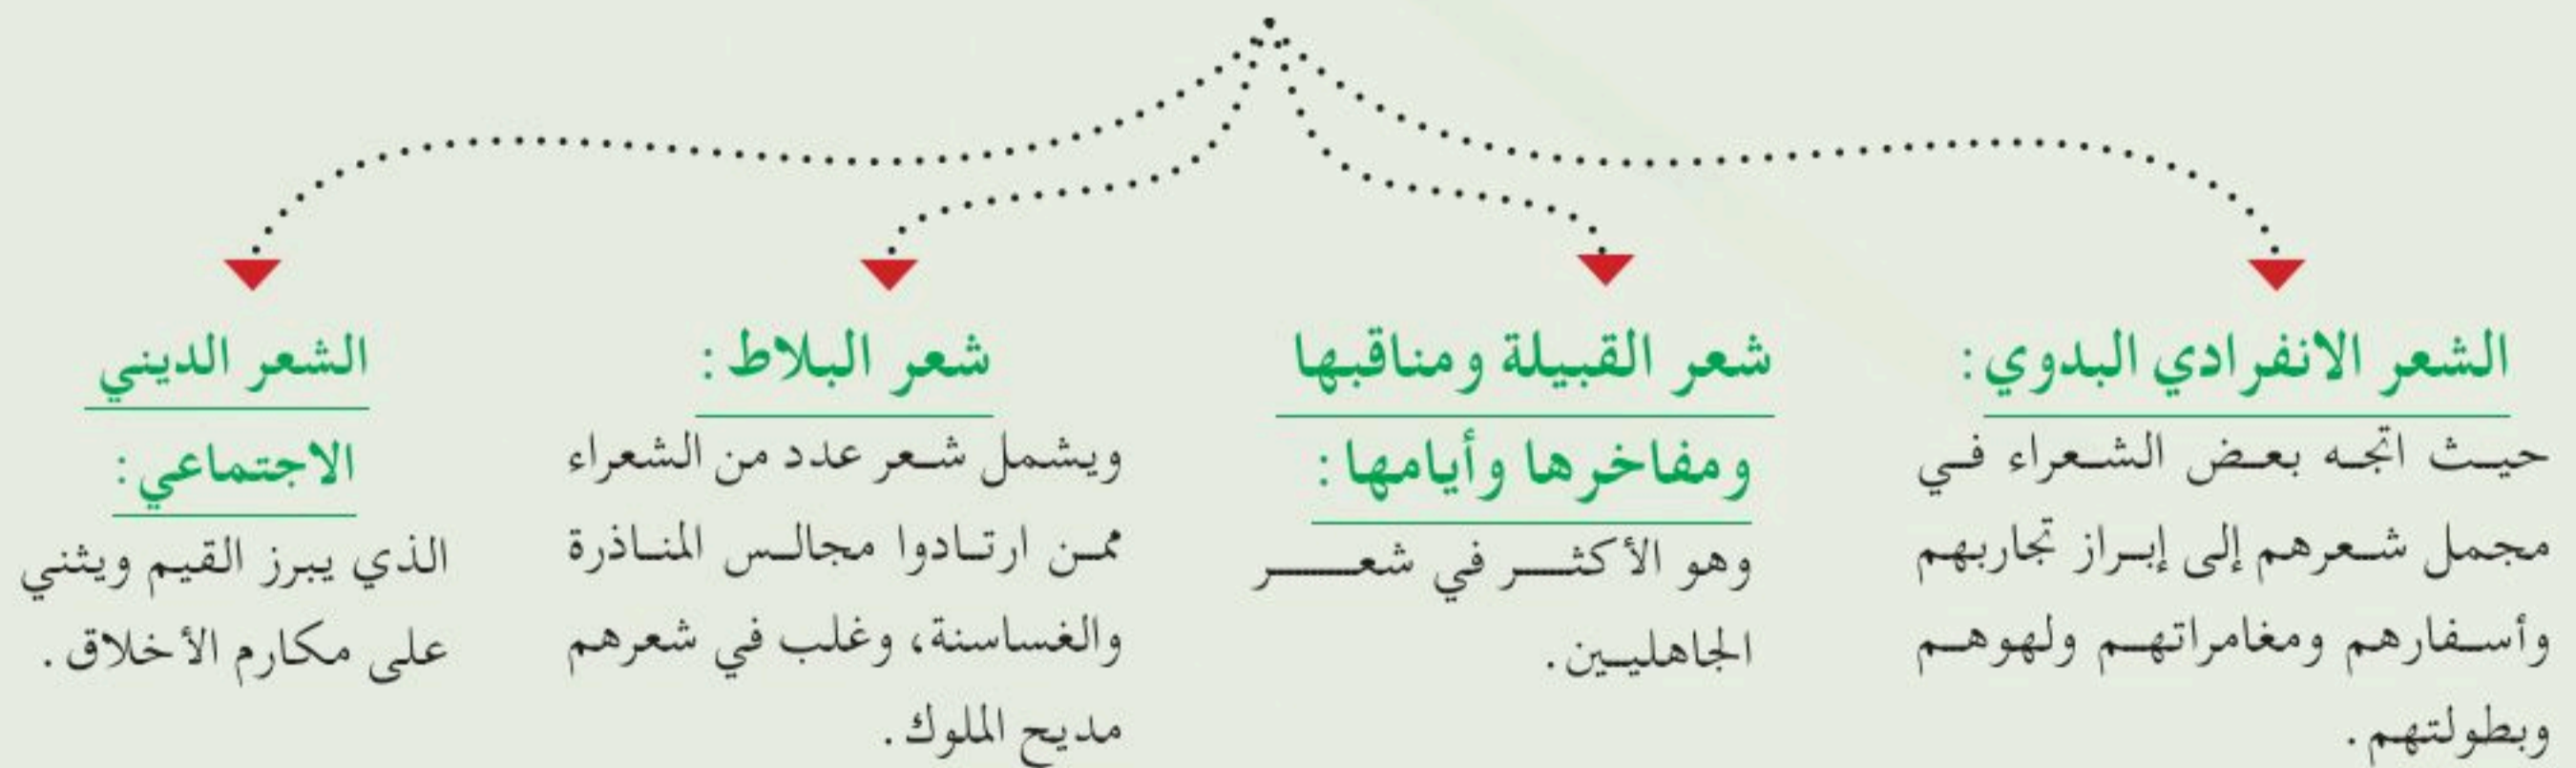 الشعر الانفرادي البدوي:
حيث اتجه بعض الشعراء في
مجمل شعرهم إلى إبراز تجاربهم
وأسفارهم ومغامراتهم ولهوهم
وبطولتهم.
شعر القبيلة ومناقبها
ومفاخرها وأيامها:
وهو الأكثر في شعر
الجاهليين.
شعر البلاط:
ويشمل شعر عدد من الشعراء
ممن ارتادوا مجالس المناذرة
والغساسنة، وغلب في شعرهم
مديح الملوك.
الشعر الديني
الاجتماعي:
الذي يبرز القيم ويثني
على مكارم الأخلاق.